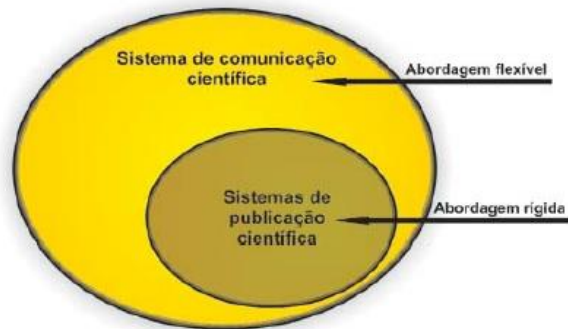 Sistema de comunicação
científica
Abordagem flexível
Sistemas de
publicação
científica
Abordagem rígida